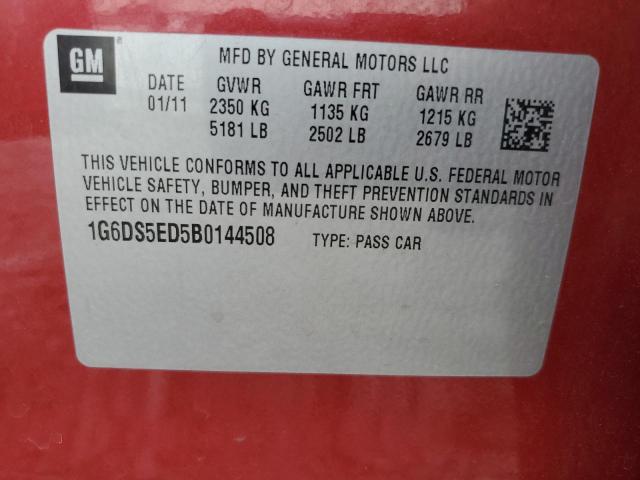 GM
MFD BY GENERAL MOTORS LLC
DATE GVWR GAWR FRT GAWR RR
01/11 2350 KG 1135 KG 1215 KG
5181 LB 2502 LB 2679 LB
THIS VEHICLE CONFORMS TO ALL APPLICABLE U.S. FEDERAL MOTOR
VEHICLE SAFETY, BUMPER, AND THEFT PREVENTION STANDARDS IN
EFFECT ON THE DATE OF MANUFACTURE SHOWN ABOVE.
1G6DS5ED5B0144508 TYPE: PASS CAR